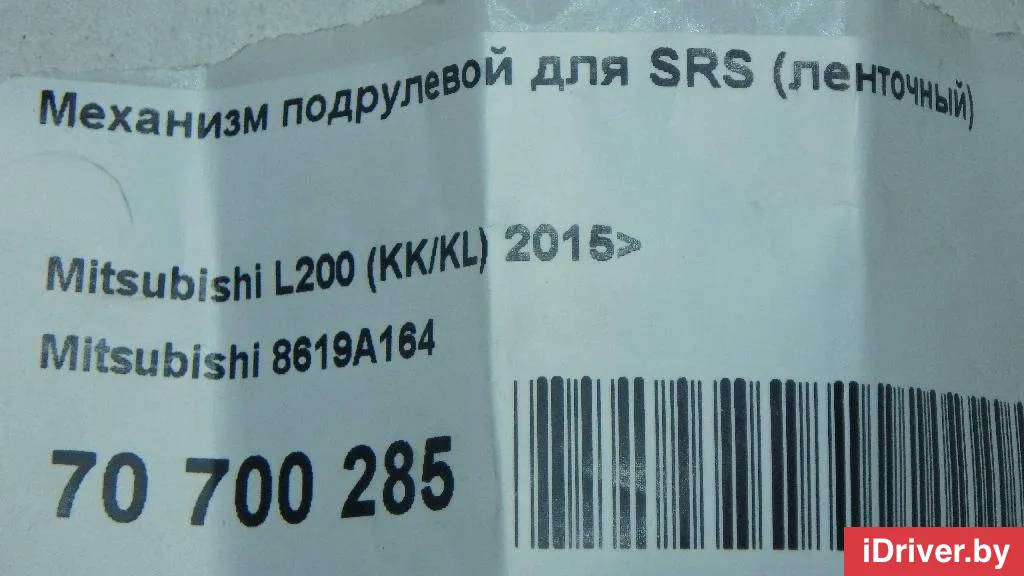 Механизм подрулевой для SRS (ленточный)
Mitsubishi L200 (KK/KL) 2015>
Mitsubishi 8619A164
70 700 285
iDriver.by